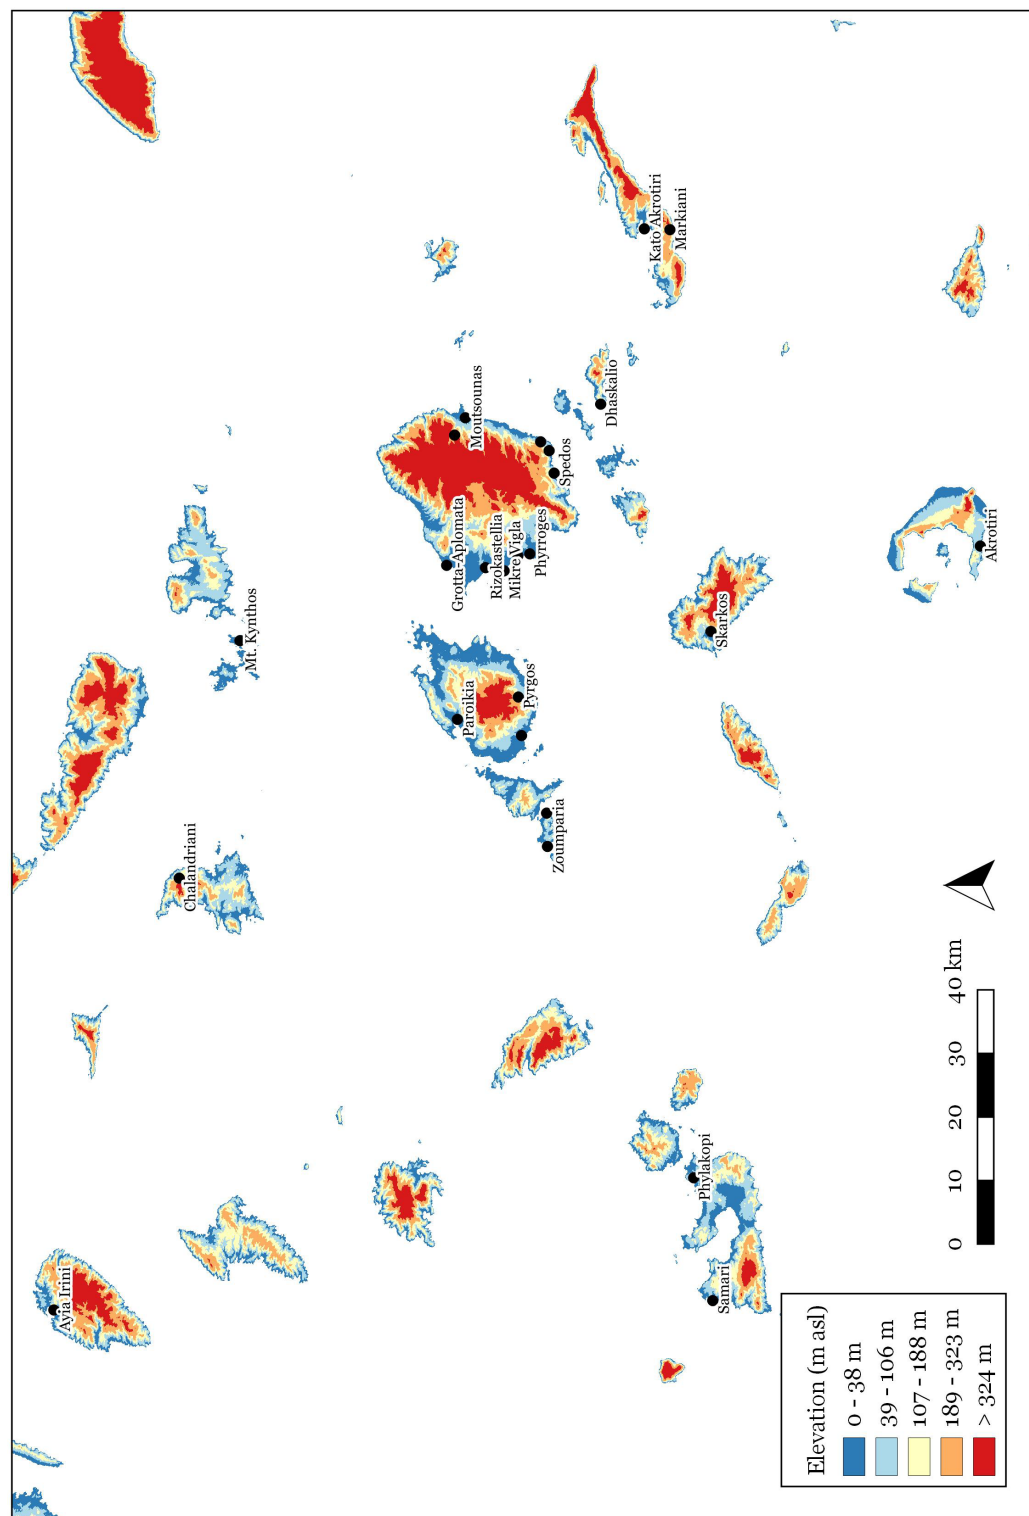 Ayia Irini
Chalandriani
Mt. Kynthos
Grotta-Aplomata
Moutsounas
Rizokastellia
Mikre Vigla
Phyrroges
Spedos
Paroikia
Pyrgos
Zoumparia
Dhaskalio
Kato Akrotiri
Markiani
Skarkos
Phylakopi
Samari
Akrotiri
0 10 20 30 40 km
Elevation (m asl)
0 - 38 m
39 - 106 m
107 - 188 m
189 - 323 m
> 324 m